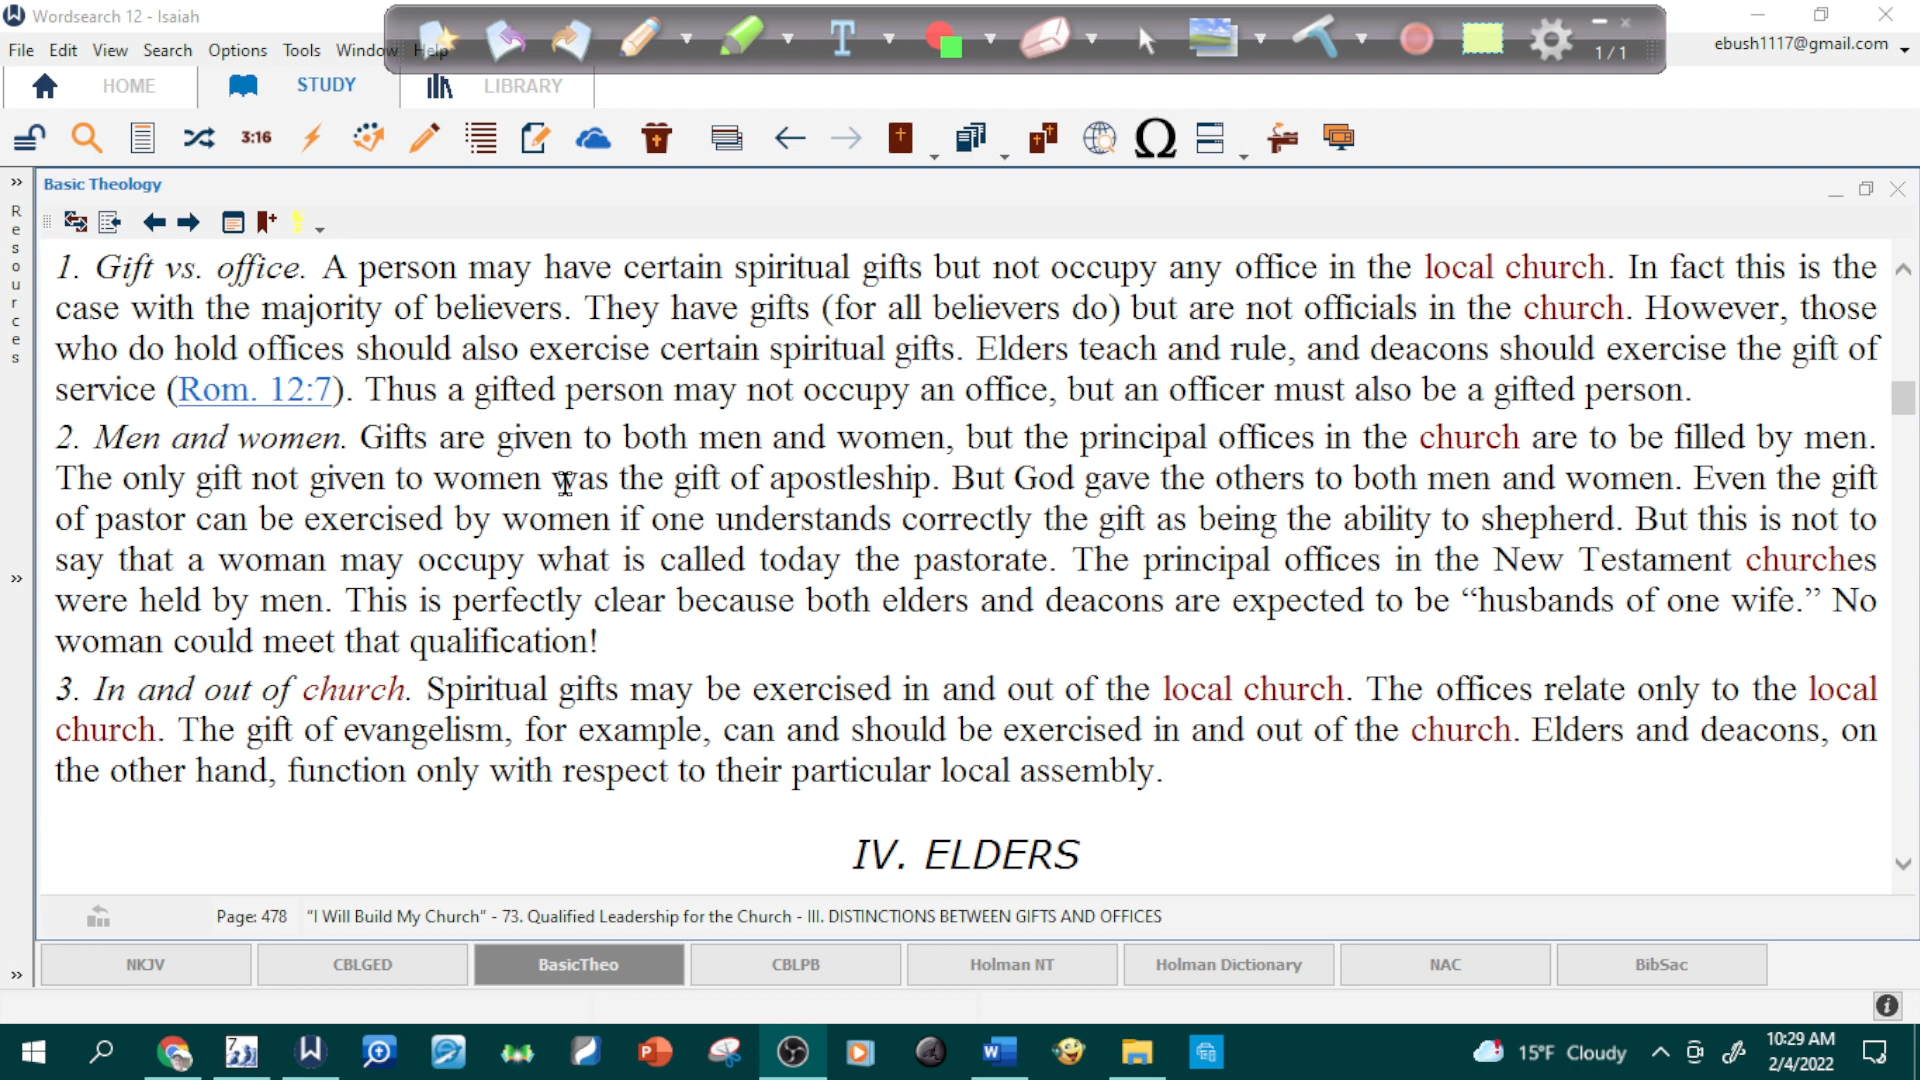 Wordsearch 12 - Isaiah
File Edit View Search Options Tools Window Help
1/1
ebush1117@gmail.com
HOME STUDY LIBRARY
3:16
Resources
Basic Theology
1. Gift vs. office. A person may have certain spiritual gifts but not occupy any office in the local church. In fact this is the
case with the majority of believers. They have gifts (for all believers do) but are not officials in the church. However, those
who do hold offices should also exercise certain spiritual gifts. Elders teach and rule, and deacons should exercise the gift of
service (Rom. 12:7). Thus a gifted person may not occupy an office, but an officer must also be a gifted person.
2. Men and women. Gifts are given to both men and women, but the principal offices in the church are to be filled by men.
The only gift not given to women was the gift of apostleship. But God gave the others to both men and women. Even the gift
of pastor can be exercised by women if one understands correctly the gift as being the ability to shepherd. But this is not to
say that a woman may occupy what is called today the pastorate. The principal offices in the New Testament churches
were held by men. This is perfectly clear because both elders and deacons are expected to be “husbands of one wife.” No
woman could meet that qualification!
3. In and out of church. Spiritual gifts may be exercised in and out of the local church. The offices relate only to the local
church. The gift of evangelism, for example, can and should be exercised in and out of the church. Elders and deacons, on
the other hand, function only with respect to their particular local assembly.
IV. ELDERS
Page: 478 "I Will Build My Church" - 73. Qualified Leadership for the Church - III. DISTINCTIONS BETWEEN GIFTS AND OFFICES
NKJV CBLGED BasicTheo CBLPB Holman NT Holman Dictionary NAC BibSac
15°F Cloudy
10:29 AM
2/4/2022